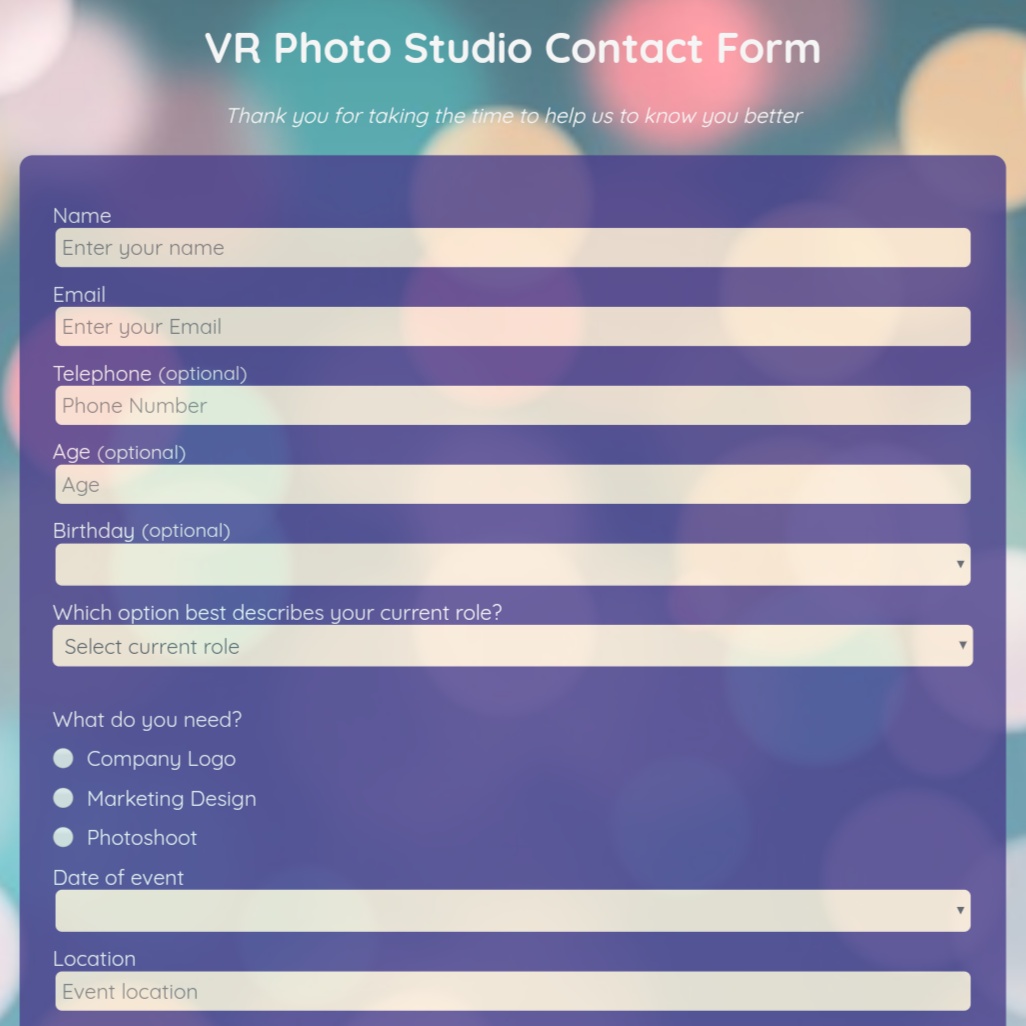 VR Photo Studio Contact Form
Thank you for taking the time to help us to know you better
Name
Enter your name
Email
Enter your Email
Telephone (optional)
Phone Number
Age (optional)
Age
Birthday (optional)
Which option best describes your current role?
Select current role
What do you need?
Company Logo
Marketing Design
Photoshoot
Date of event
Location
Event location